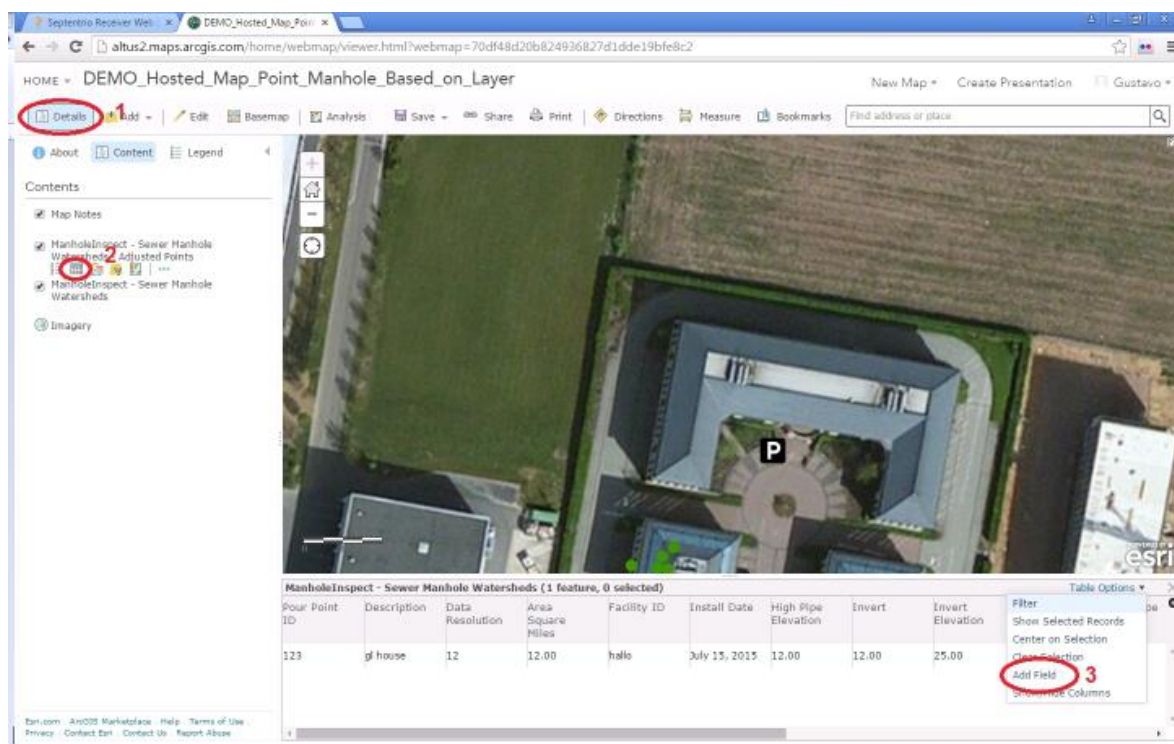 Septentrio Receiver Web
DEMO_Hosted_Map_Poin
altus2.maps.arcgis.com/home/webmap/viewer.html?webmap=70df48d20b824936827d1dde19bfe8c2
HOME DEMO_Hosted_Map_Point_Manhole_Based_on_Layer
New Map Create Presentation Gustavo
Details 1 Add Edit Basemap Analysis Save Share Print Directions Measure Bookmarks Find address or place
About Content Legend
Contents
Map Notes
ManholeInspect - Sewer Manhole
Watersheds Adjusted Points
2
ManholeInspect - Sewer Manhole
Watersheds
Imagery
P
esri
ManholeInspect - Sewer Manhole Watersheds (1 feature, 0 selected)
Table Options
Pour Point ID Description Data Resolution Area Square Miles Facility ID Install Date High Pipe Elevation Invert Invert Elevation
123 gl house 12 12.00 hallo July 15, 2015 12.00 12.00 25.00
Filter
Show Selected Records
Center on Selection
Clear Selection
Add Field 3
Show/Hide Columns
Esri.com . ArcGIS Marketplace . Help . Terms of Use .
Privacy . Contact Esri . Contact Us . Report Abuse